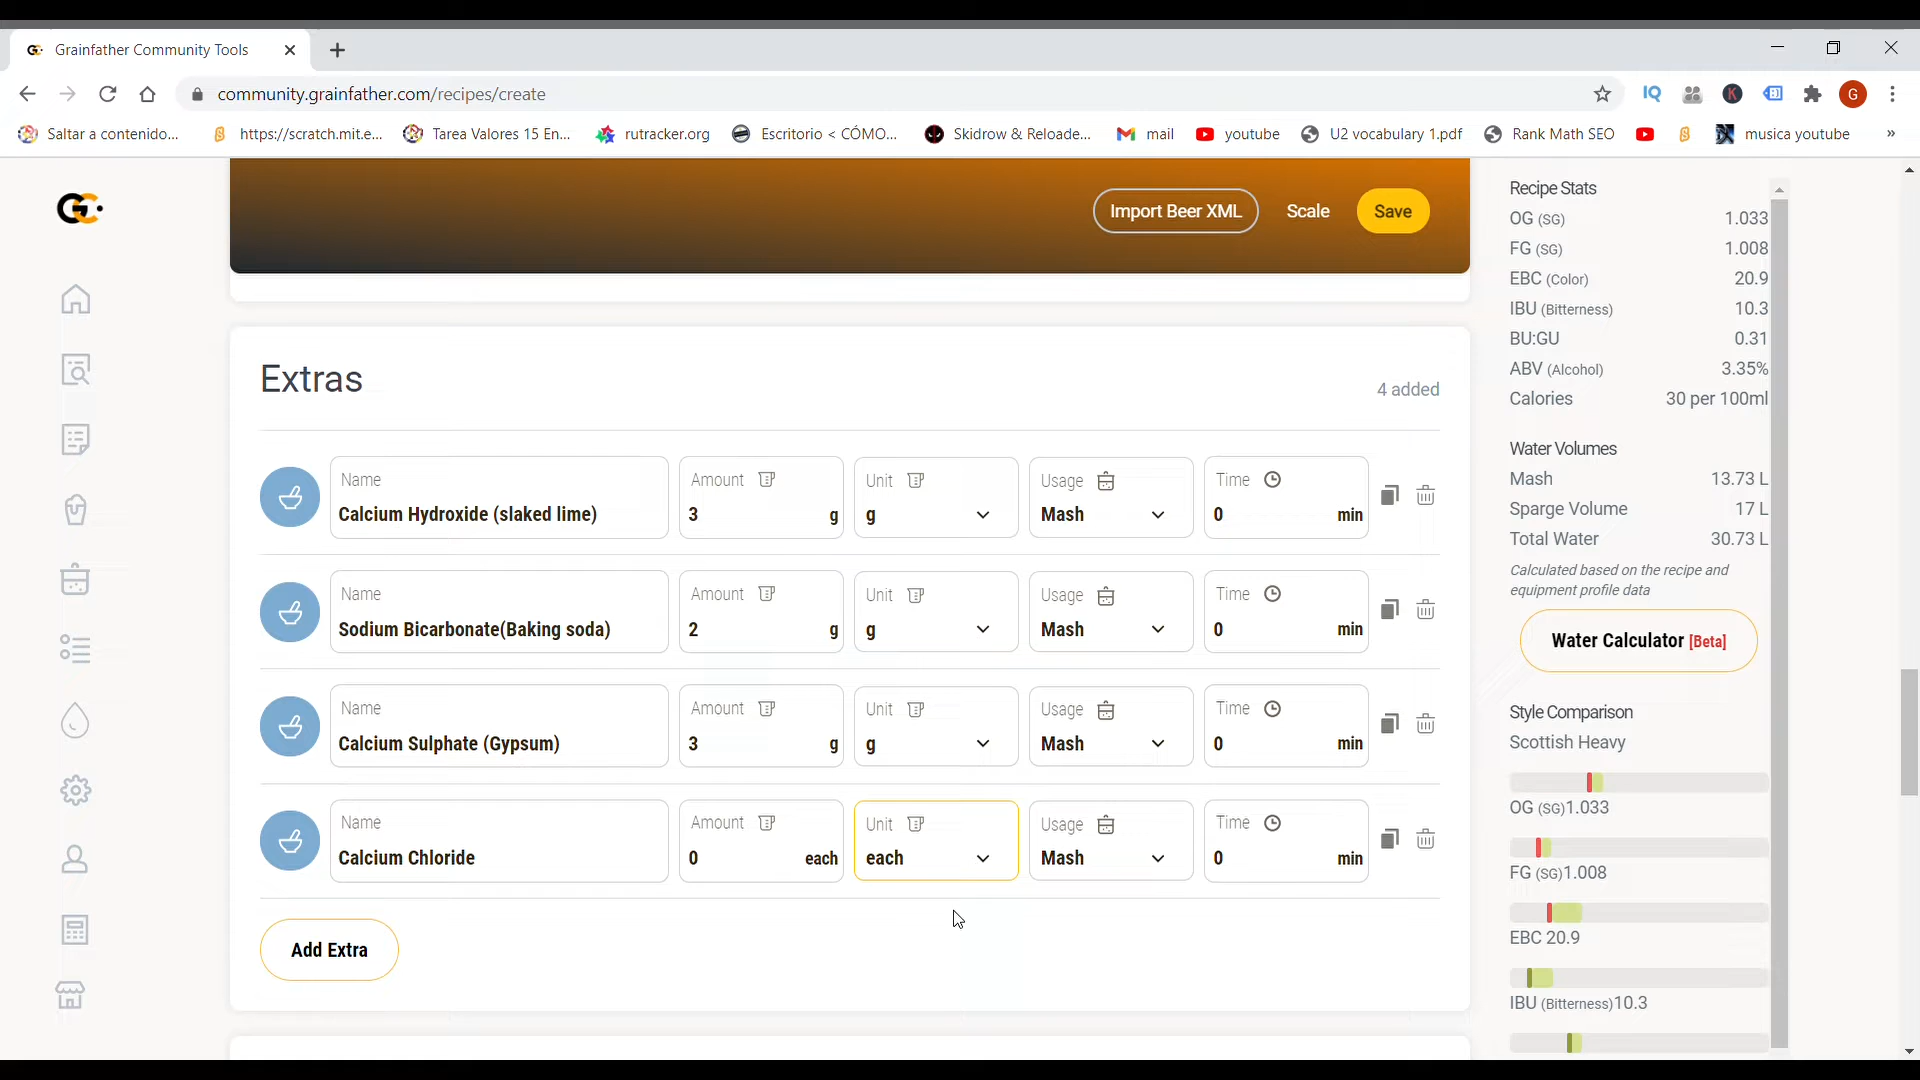 Grainfather Community Tools
community.grainfather.com/recipes/create
IQ
K
G
Saltar a contenido...
https://scratch.mit.e...
Tarea Valores 15 En...
rutracker.org
Escritorio < CÓMO...
Skidrow & Reloade...
mail
youtube
U2 vocabulary 1.pdf
Rank Math SEO
musica youtube
»
GC
Import Beer XML
Scale
Save
Extras
4 added
Name
Calcium Hydroxide (slaked lime)
Amount
3 g
Unit
g
Usage
Mash
Time
0 min
Name
Sodium Bicarbonate(Baking soda)
Amount
2 g
Unit
g
Usage
Mash
Time
0 min
Name
Calcium Sulphate (Gypsum)
Amount
3 g
Unit
g
Usage
Mash
Time
0 min
Name
Calcium Chloride
Amount
0 each
Unit
each
Usage
Mash
Time
0 min
Add Extra
Recipe Stats
OG (SG) 1.033
FG (SG) 1.008
EBC (Color) 20.9
IBU (Bitterness) 10.3
BU:GU 0.31
ABV (Alcohol) 3.35%
Calories 30 per 100ml
Water Volumes
Mash 13.73 L
Sparge Volume 17 L
Total Water 30.73 L
Calculated based on the recipe and
equipment profile data
Water Calculator [Beta]
Style Comparison
Scottish Heavy
OG (SG)1.033
FG (SG)1.008
EBC 20.9
IBU (Bitterness)10.3